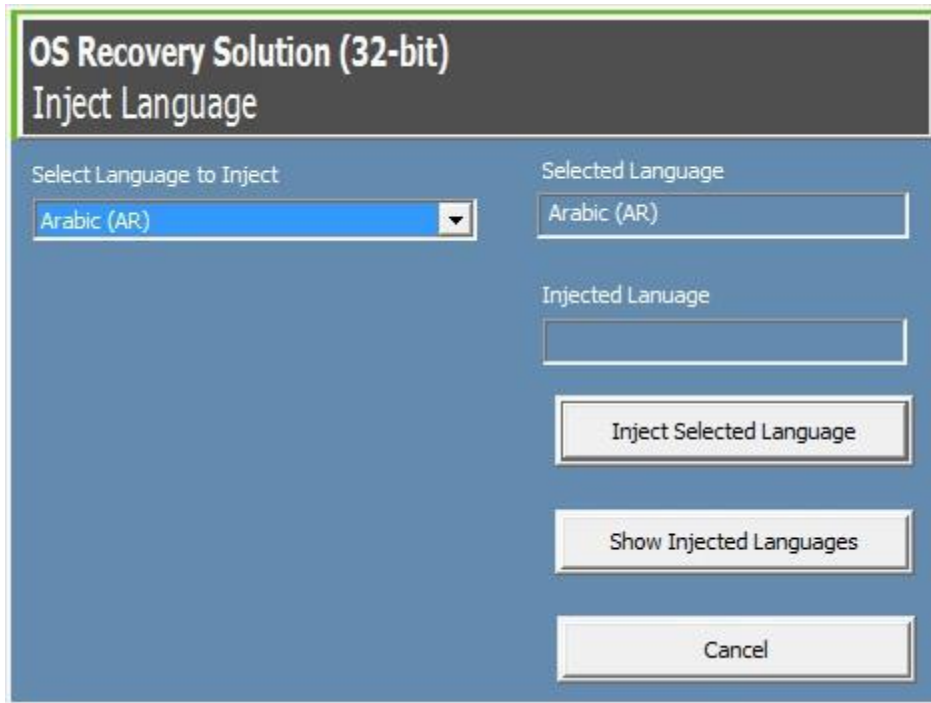 OS Recovery Solution (32-bit)
Inject Language
Select Language to Inject
Arabic (AR)
Selected Language
Arabic (AR)
Injected Lanuage
Inject Selected Language
Show Injected Languages
Cancel